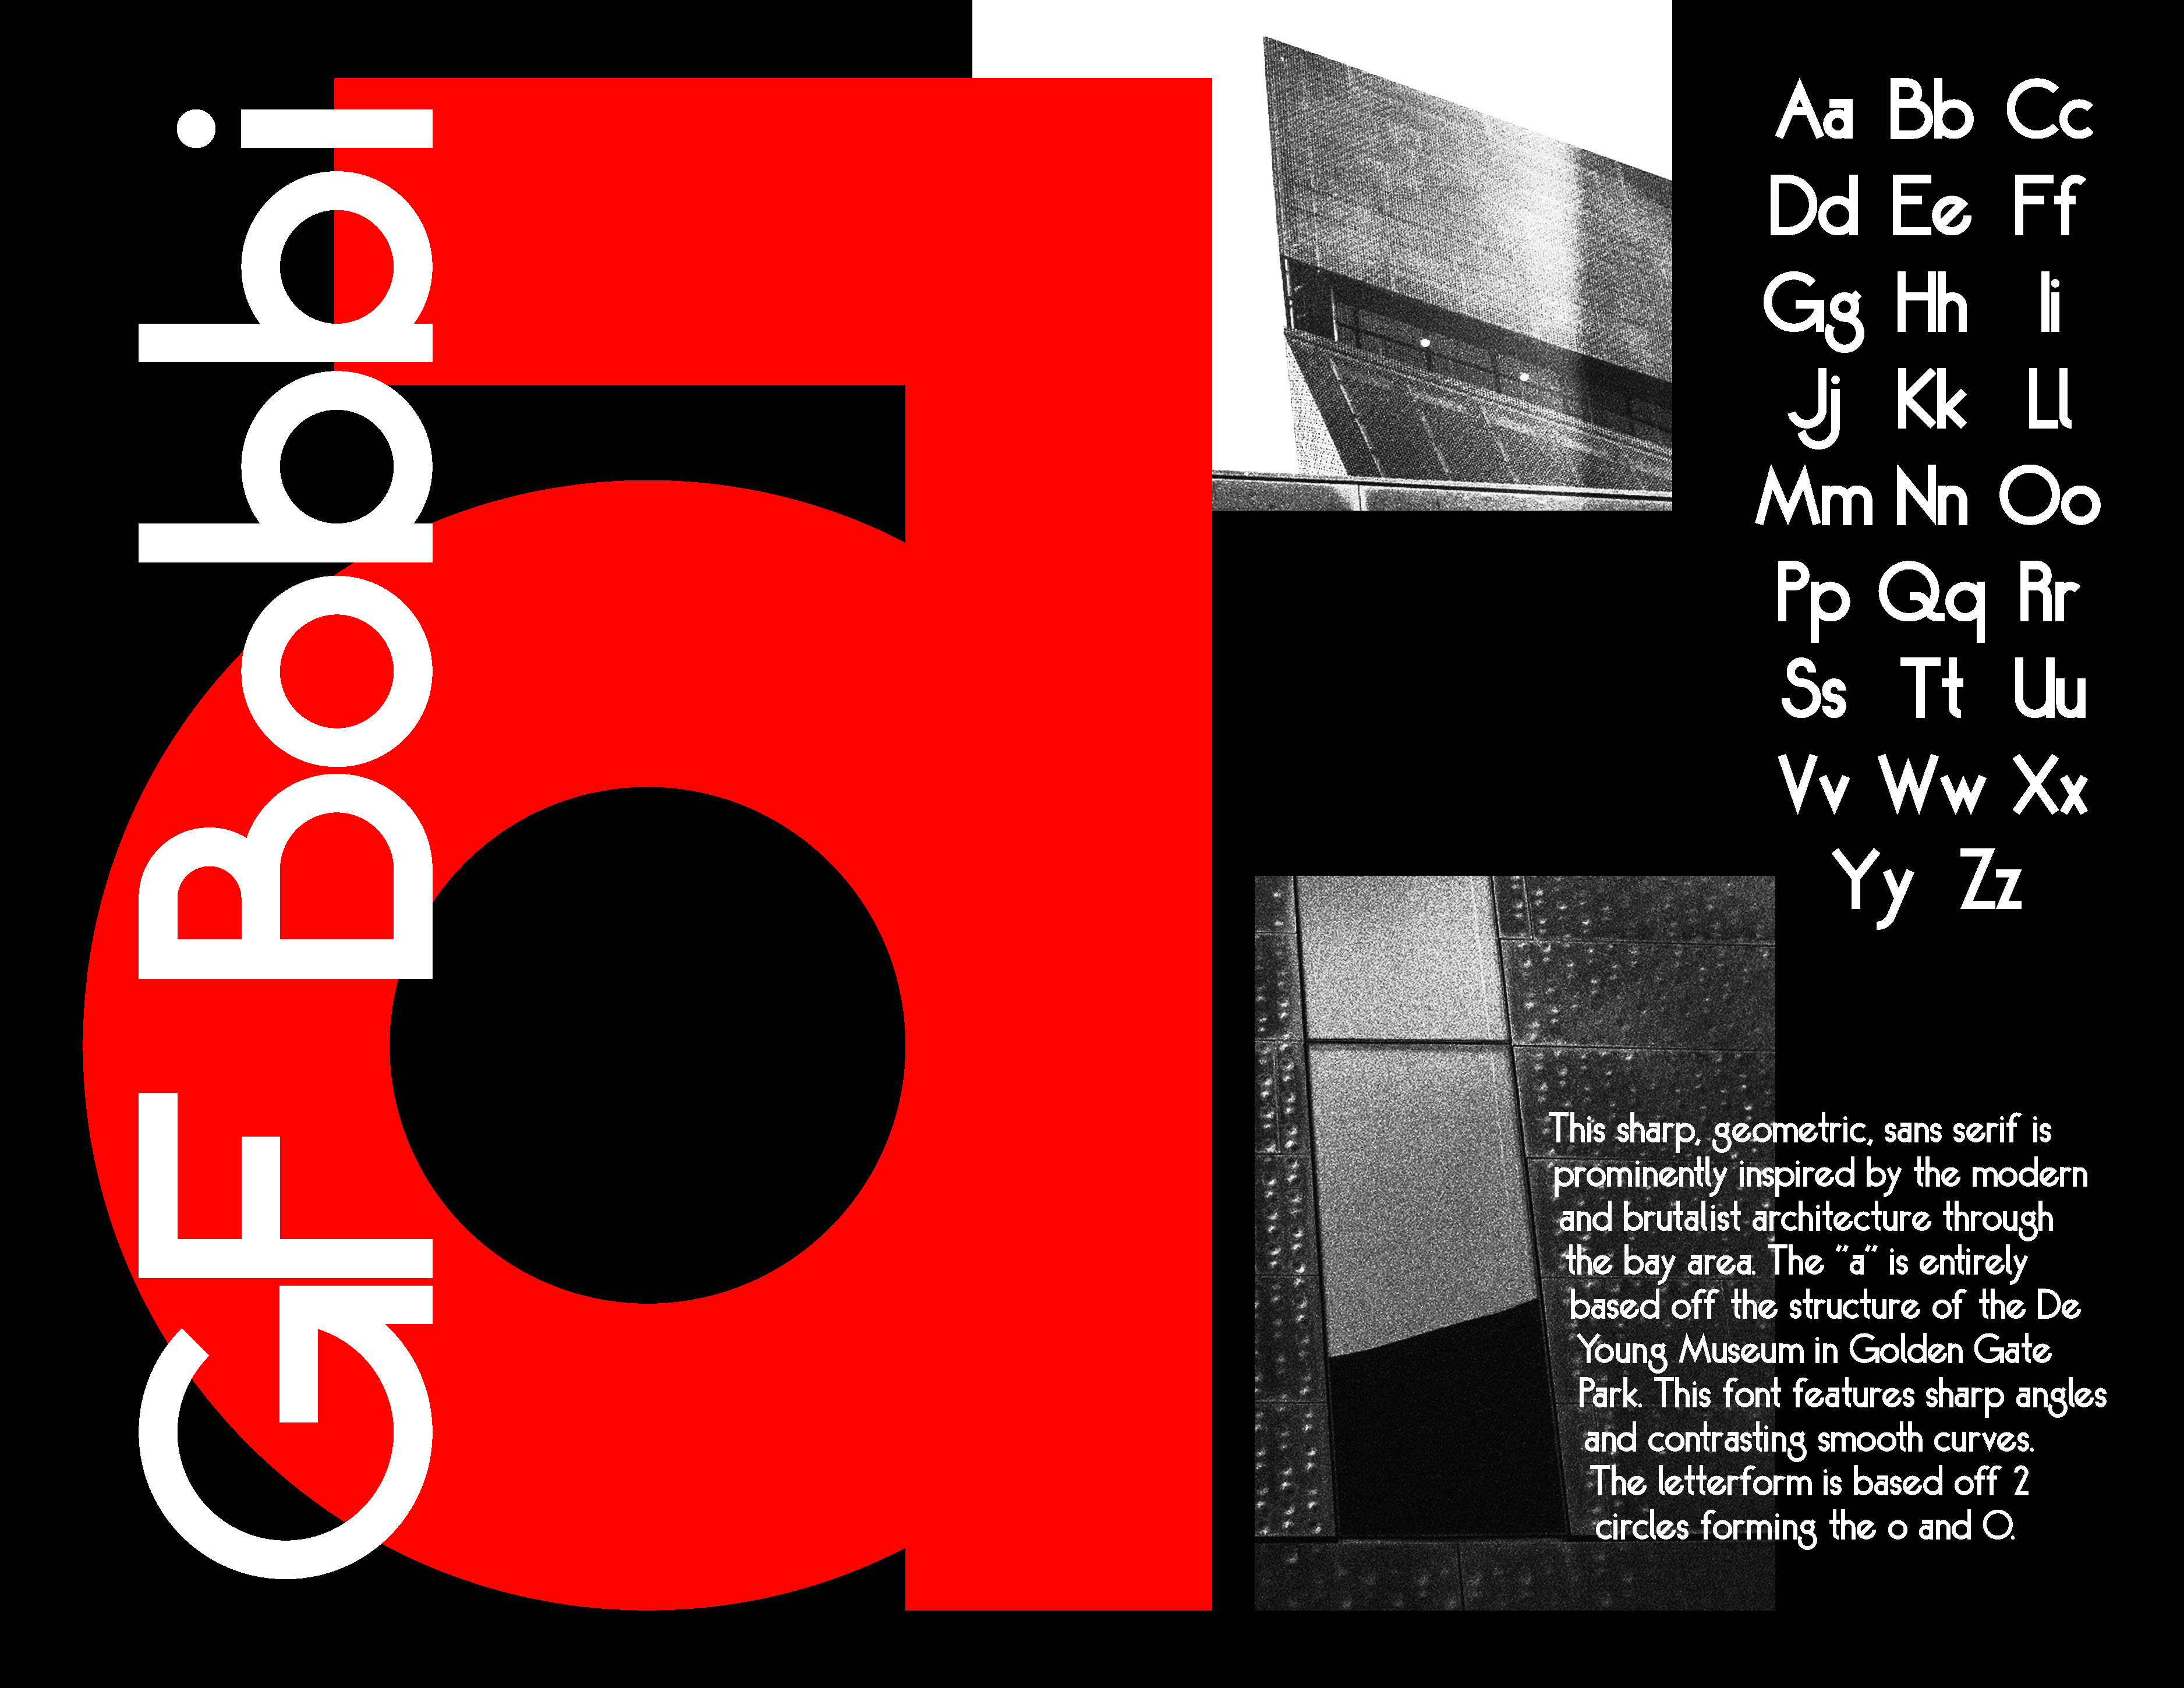 GF Bobbi
a
Aa Bb Cc
Dd Ee Ff
Gg Hh Ii
Jj Kk Ll
Mm Nn Oo
Pp Qq Rr
Ss Tt Uu
Vv Ww Xx
Yy Zz
This sharp, geometric, sans serif is
prominently inspired by the modern
and brutalist architecture through
the bay area. The "a" is entirely
based off the structure of the De
Young Museum in Golden Gate
Park. This font features sharp angles
and contrasting smooth curves.
The letterform is based off 2
circles forming the o and O.